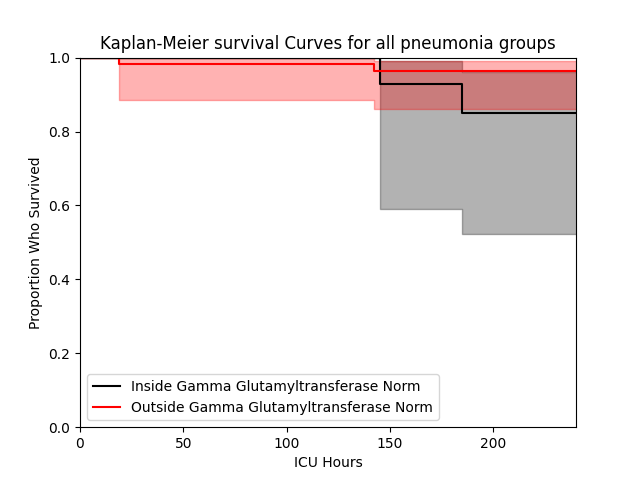 Kaplan-Meier survival Curves for all pneumonia groups
1.0
0.8
0.6
0.4
0.2
0.0
Proportion Who Survived
Inside Gamma Glutamyltransferase Norm
Outside Gamma Glutamyltransferase Norm
0 50 100 150 200
ICU Hours